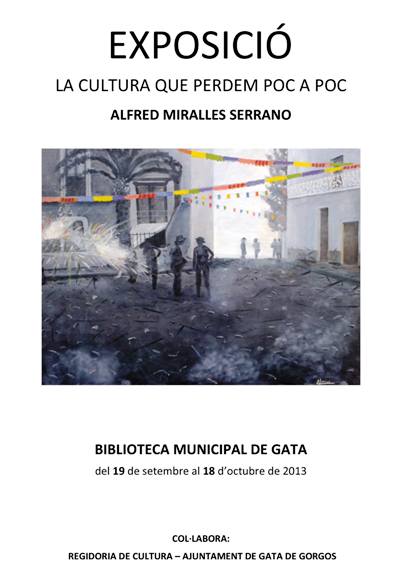 EXPOSICIÓ
LA CULTURA QUE PERDEM POC A POC
ALFRED MIRALLES SERRANO
BIBLIOTECA MUNICIPAL DE GATA
del 19 de setembre al 18 d'octubre de 2013
COL·LABORA:
REGIDORIA DE CULTURA – AJUNTAMENT DE GATA DE GORGOS